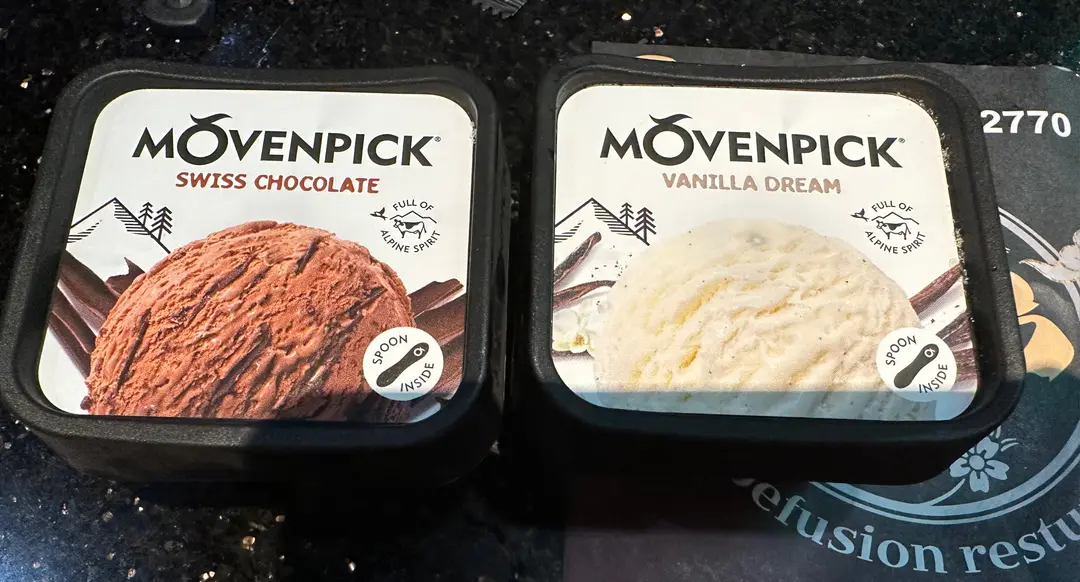 MÖVENPICK®
SWISS CHOCOLATE
FULL OF
ALPINE SPIRIT
SPOON
INSIDE
MÖVENPICK®
VANILLA DREAM
FULL OF
ALPINE SPIRIT
SPOON
INSIDE
2770
efusion restu